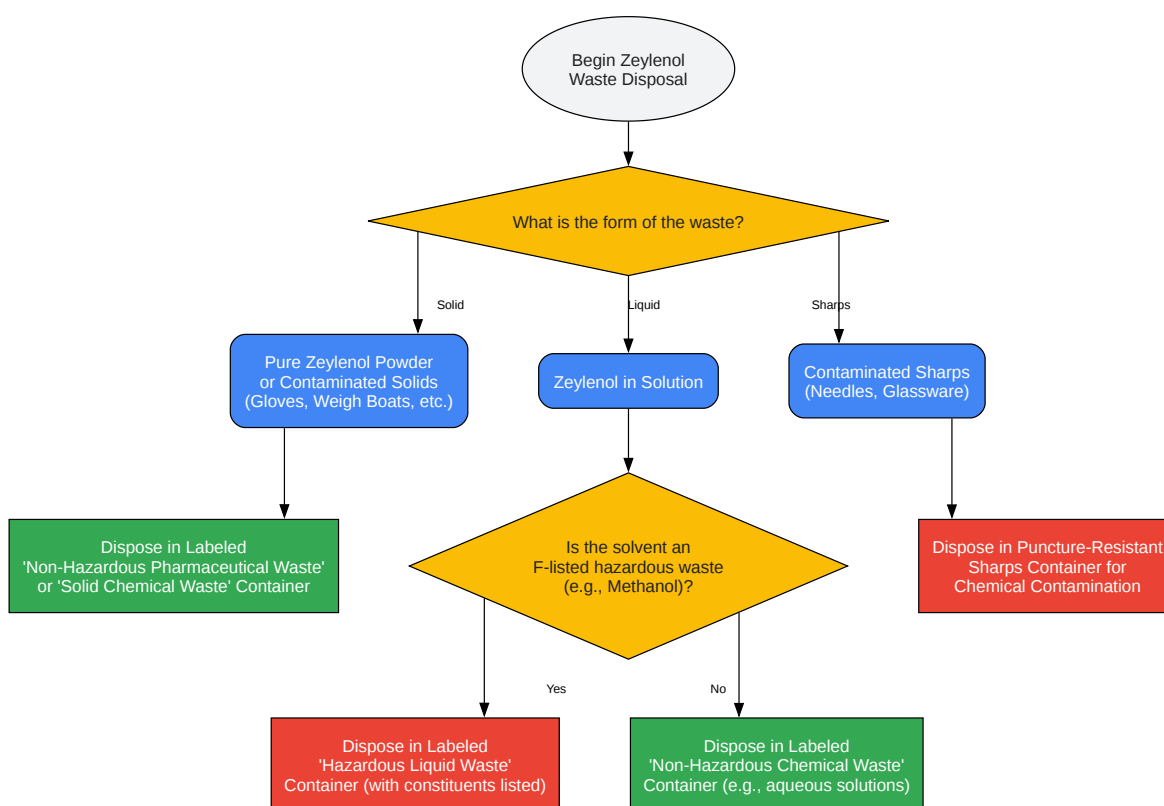 Begin Zeylenol
Waste Disposal
What is the form of the waste?
Solid
Liquid
Sharps
Pure Zeylenol Powder
or Contaminated Solids
(Gloves, Weigh Boats, etc.)
Zeylenol in Solution
Contaminated Sharps
(Needles, Glassware)
Dispose in Labeled
'Non-Hazardous Pharmaceutical Waste'
or 'Solid Chemical Waste' Container
Is the solvent an
F-listed hazardous waste
(e.g., Methanol)?
Dispose in Puncture-Resistant
Sharps Container for
Chemical Contamination
Yes
No
Dispose in Labeled
'Hazardous Liquid Waste'
Container (with constituents listed)
Dispose in Labeled
'Non-Hazardous Chemical Waste'
Container (e.g., aqueous solutions)